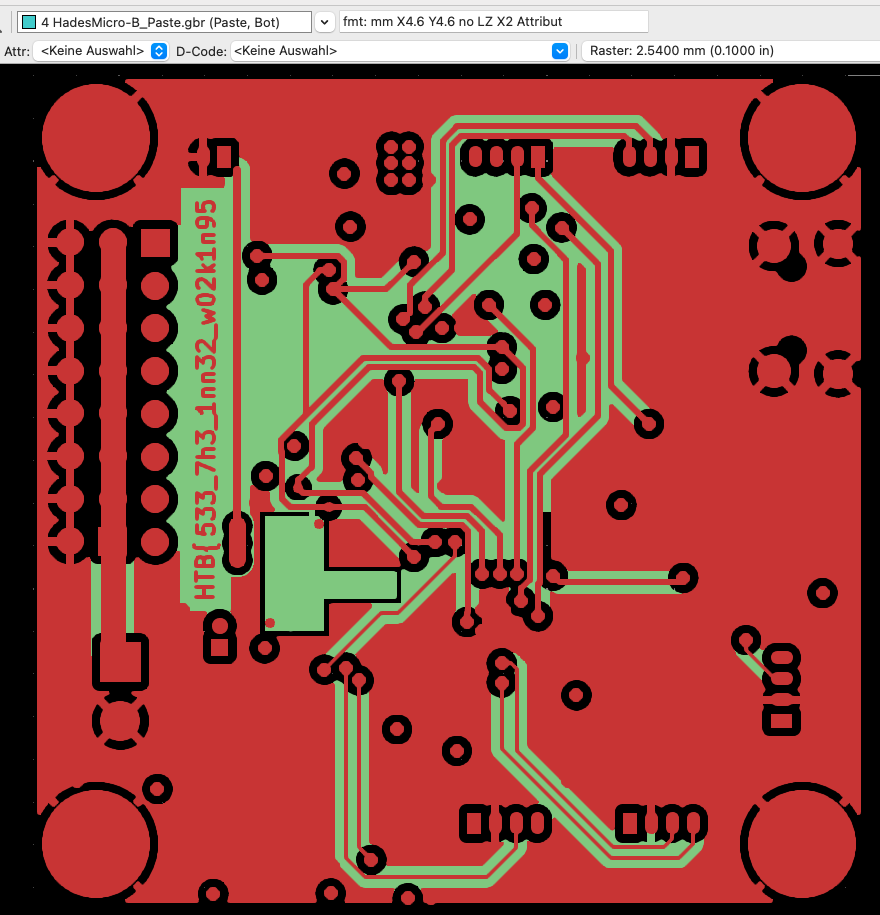 4 HadesMicro-B_Paste.gbr (Paste, Bot)
fmt: mm X4.6 Y4.6 no LZ X2 Attribut
Attr: <Keine Auswahl> D-Code: <Keine Auswahl> Raster: 2.5400 mm (0.1000 in)
HTB{533_7h3_1nn32_w02k1n95